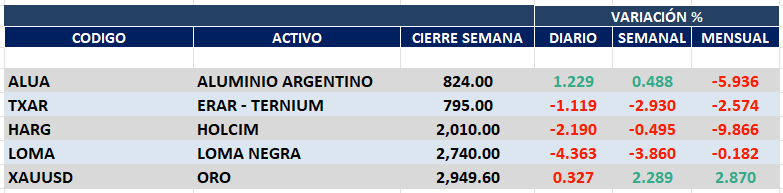 VARIACIÓN %
CODIGO ACTIVO CIERRE SEMANA DIARIO SEMANAL MENSUAL
ALUA ALUMINIO ARGENTINO 824.00 1.229 0.488 -5.936
TXAR ERAR - TERNIUM 795.00 -1.119 -2.930 -2.574
HARG HOLCIM 2,010.00 -2.190 -0.495 -9.866
LOMA LOMA NEGRA 2,740.00 -4.363 -3.860 -0.182
XAUUSD ORO 2,949.60 0.327 2.289 2.870